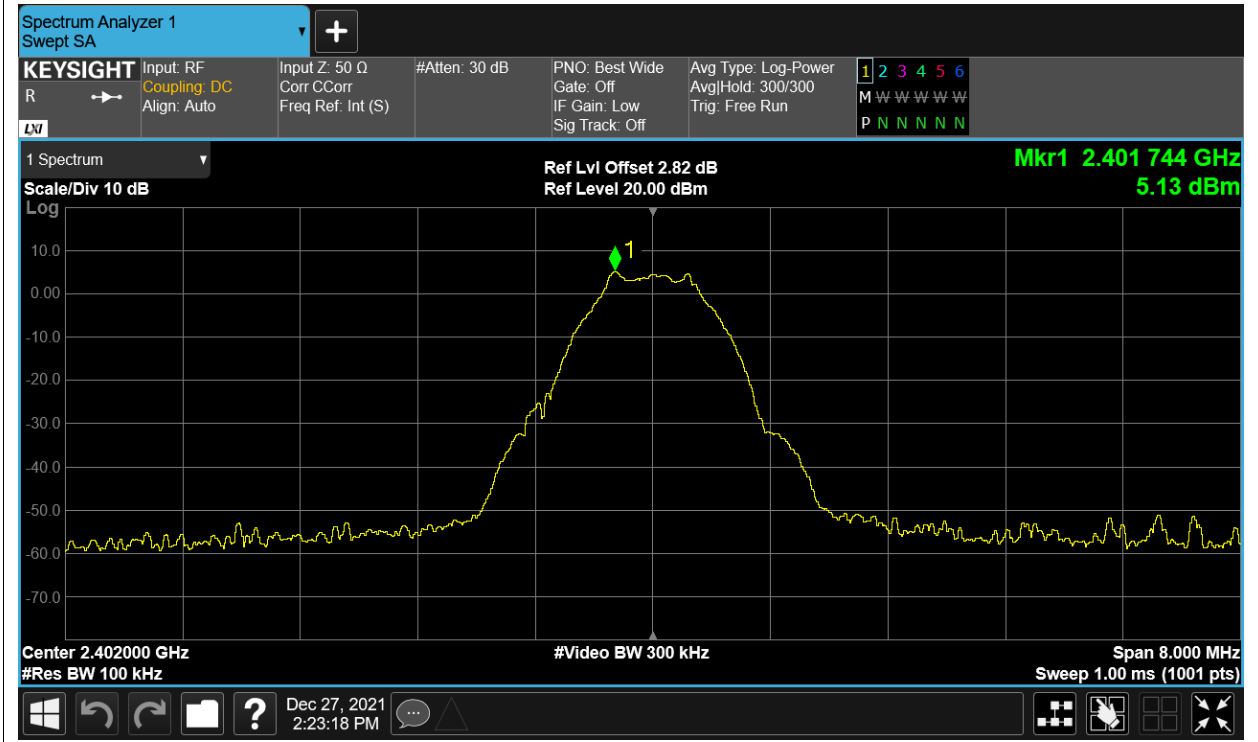 Spectrum Analyzer 1
Swept SA
KEYSIGHT
R
LXI
Input: RF
Coupling: DC
Align: Auto
Input Z: 50 Ω
Corr CCorr
Freq Ref: Int (S)
#Atten: 30 dB
PNO: Best Wide
Gate: Off
IF Gain: Low
Sig Track: Off
Avg Type: Log-Power
Avg|Hold: 300/300
Trig: Free Run
1 2 3 4 5 6
M W W W W W
P N N N N N
1 Spectrum
Scale/Div 10 dB
Log
Ref Lvl Offset 2.82 dB
Ref Level 20.00 dBm
Mkr1 2.401 744 GHz
5.13 dBm
1
10.0
0.00
-10.0
-20.0
-30.0
-40.0
-50.0
-60.0
-70.0
Center 2.402000 GHz
#Res BW 100 kHz
#Video BW 300 kHz
Span 8.000 MHz
Sweep 1.00 ms (1001 pts)
?
Dec 27, 2021
2:23:18 PM